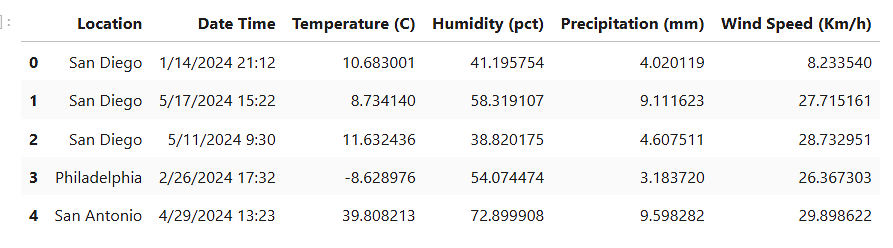 ]:
Location Date Time Temperature (C) Humidity (pct) Precipitation (mm) Wind Speed (Km/h)
0 San Diego 1/14/2024 21:12 10.683001 41.195754 4.020119 8.233540
1 San Diego 5/17/2024 15:22 8.734140 58.319107 9.111623 27.715161
2 San Diego 5/11/2024 9:30 11.632436 38.820175 4.607511 28.732951
3 Philadelphia 2/26/2024 17:32 -8.628976 54.074474 3.183720 26.367303
4 San Antonio 4/29/2024 13:23 39.808213 72.899908 9.598282 29.898622